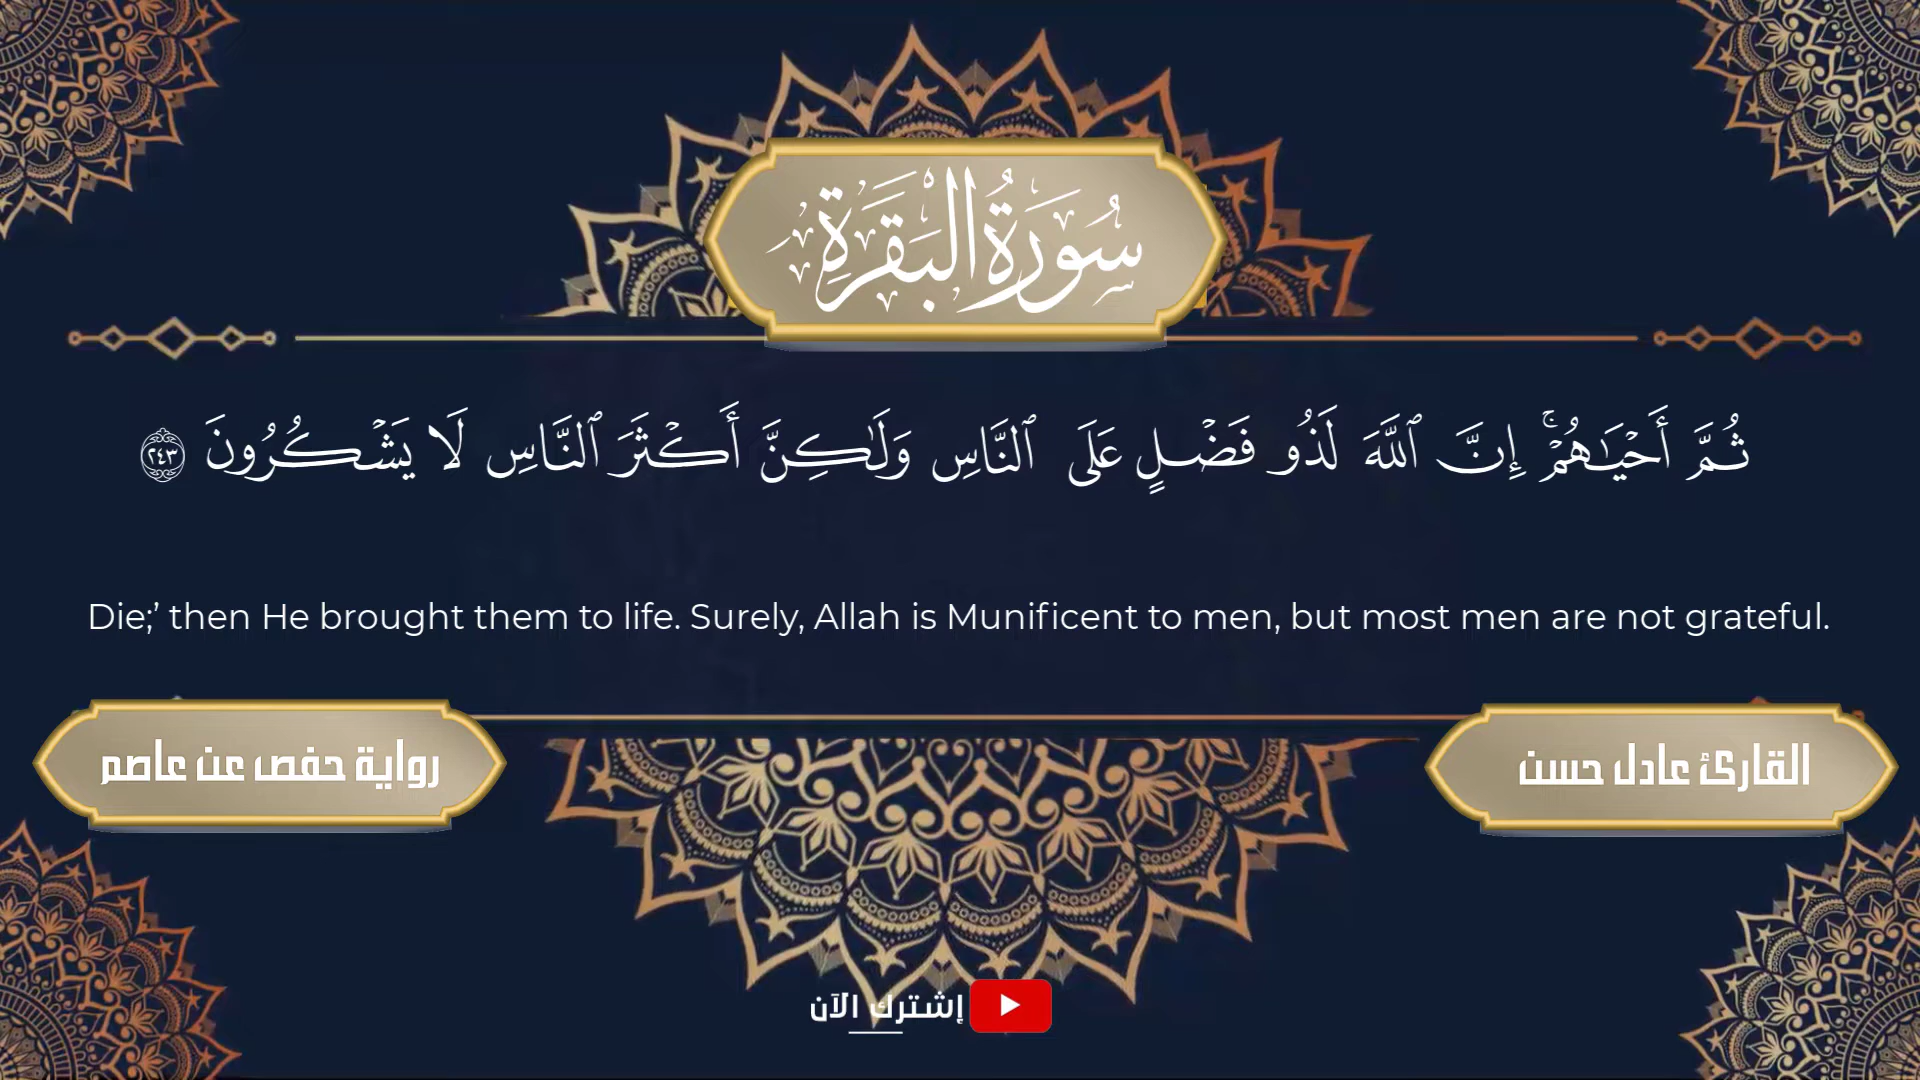 سُورَةُ الْبَقَرَةِ
ثُمَّ أَحْيَـٰهُمْ ۚ إِنَّ ٱللَّهَ لَذُو فَضْلٍ عَلَى ٱلنَّاسِ وَلَـٰكِنَّ أَكْثَرَ ٱلنَّاسِ لَا يَشْكُرُونَ ٢٤٣
Die;’ then He brought them to life. Surely, Allah is Munificent to men, but most men are not grateful.
القارئ عادل حسن
رواية حفص عن عاصم
إشترك الآن